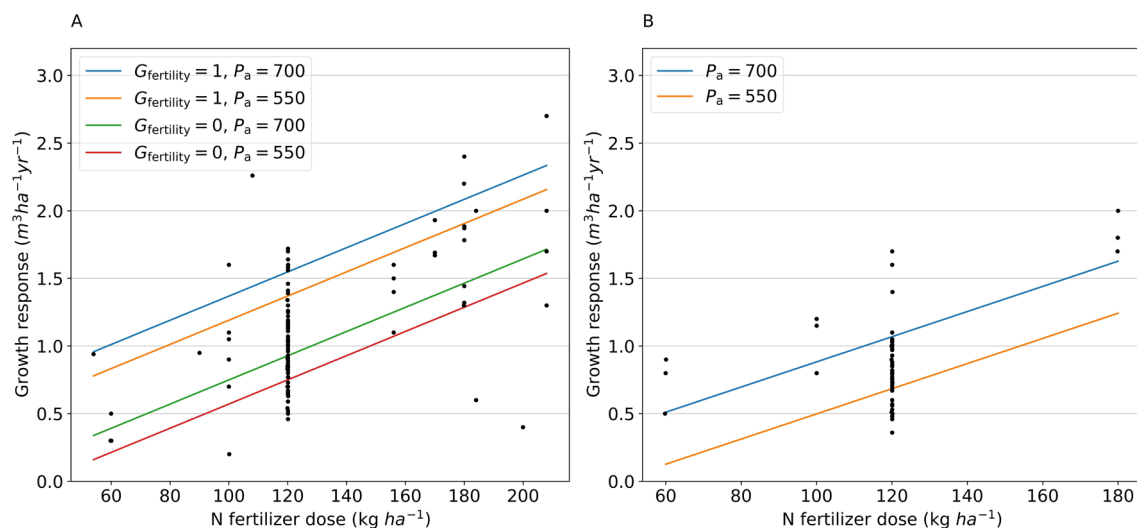 A
G_fertility = 1, P_a = 700
G_fertility = 1, P_a = 550
G_fertility = 0, P_a = 700
G_fertility = 0, P_a = 550
Growth response (m³ha⁻¹yr⁻¹)
3.0
2.5
2.0
1.5
1.0
0.5
0.0
60 80 100 120 140 160 180 200
N fertilizer dose (kg ha⁻¹)
B
P_a = 700
P_a = 550
Growth response (m³ha⁻¹yr⁻¹)
3.0
2.5
2.0
1.5
1.0
0.5
0.0
60 80 100 120 140 160 180
N fertilizer dose (kg ha⁻¹)